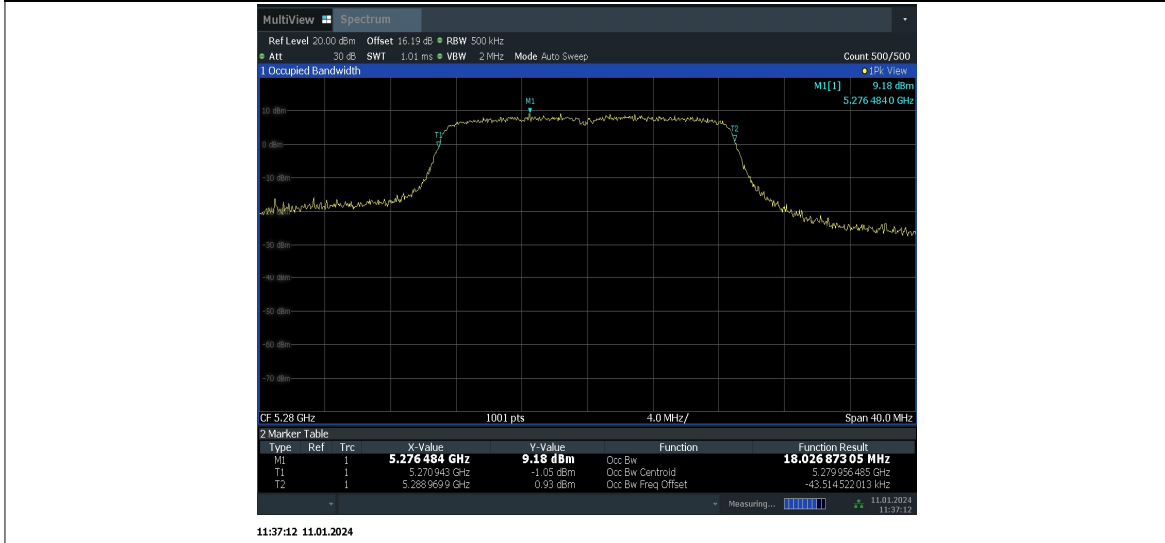 MultiView Spectrum
Ref Level 20.00 dBm Offset 16.19 dB RBW 500 kHz
Att 30 dB SWT 1.01 ms VBW 2 MHz Mode Auto Sweep Count 500/500
1 Occupied Bandwidth 1Pk View
M1[1] 9.18 dBm
5.276 484 0 GHz
M1
10 dBm
T1
T2
0 dBm
-10 dBm
-30 dBm
-40 dBm
-50 dBm
-60 dBm
-70 dBm
CF 5.28 GHz 1001 pts 4.0 MHz/ Span 40.0 MHz
2 Marker Table
Type Ref Trc X-Value Y-Value Function Function Result
M1 1 5.276 484 GHz 9.18 dBm Occ Bw 18.026 873 05 MHz
T1 1 5.270 943 GHz -1.05 dBm Occ Bw Centroid 5.279 956 485 GHz
T2 1 5.288 969 9 GHz 0.93 dBm Occ Bw Freq Offset -43.514 522 013 kHz
Measuring... 11.01.2024
11:37:12
11:37:12 11.01.2024